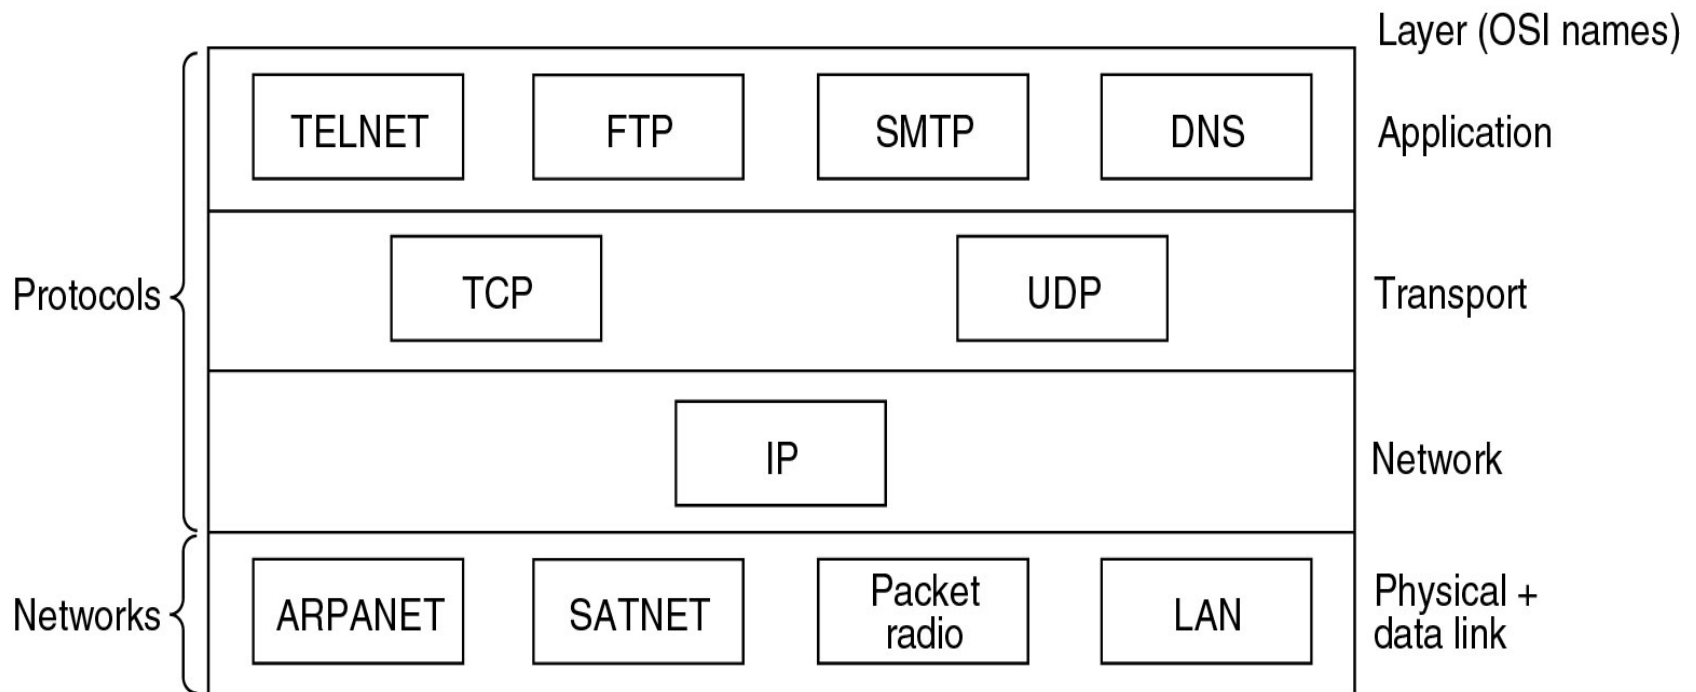 Layer (OSI names)
TELNET FTP SMTP DNS Application
Protocols TCP UDP Transport
IP Network
Networks ARPANET SATNET Packet radio LAN Physical + data link